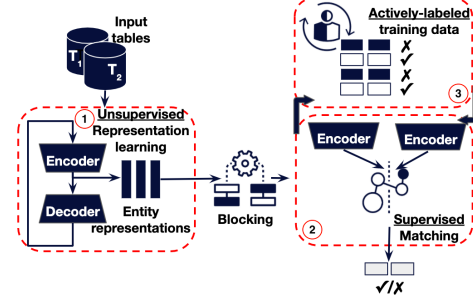 Input
tables
T1
T2
1
Unsupervised
Representation
learning
Encoder
Decoder
Entity
representations
Blocking
Actively-labeled
training data
✗
✓
✗
✓
3
Encoder
Encoder
2
Supervised
Matching
✓/✗